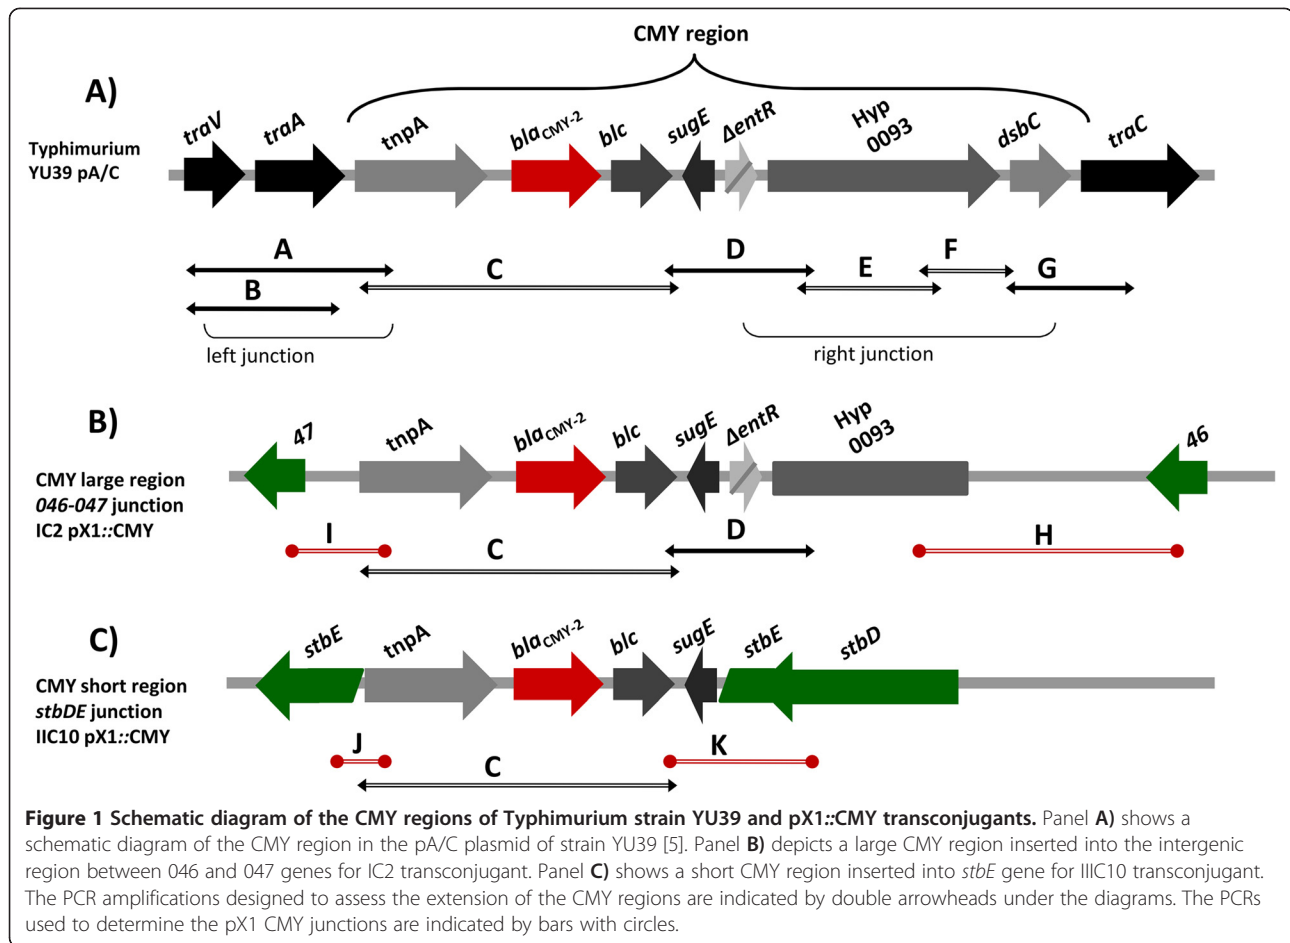 CMY region
A)
traV traA tnpA blaCMY-2 blc sugE ΔentR Hyp 0093 dsbC traC
Typhimurium
YU39 pA/C
A C D E F G
B
left junction
right junction
B)
47 tnpA blaCMY-2 blc sugE ΔentR Hyp 0093 46
CMY large region
046-047 junction
IC2 pX1::CMY
I C D H
C)
stbE tnpA blaCMY-2 blc sugE stbE stbD
CMY short region
stbDE junction
IIC10 pX1::CMY
J C K
Figure 1 Schematic diagram of the CMY regions of Typhimurium strain YU39 and pX1::CMY transconjugants. Panel A) shows a
schematic diagram of the CMY region in the pA/C plasmid of strain YU39 [5]. Panel B) depicts a large CMY region inserted into the intergenic
region between 046 and 047 genes for IC2 transconjugant. Panel C) shows a short CMY region inserted into stbE gene for IIIC10 transconjugant.
The PCR amplifications designed to assess the extension of the CMY regions are indicated by double arrowheads under the diagrams. The PCRs
used to determine the pX1 CMY junctions are indicated by bars with circles.